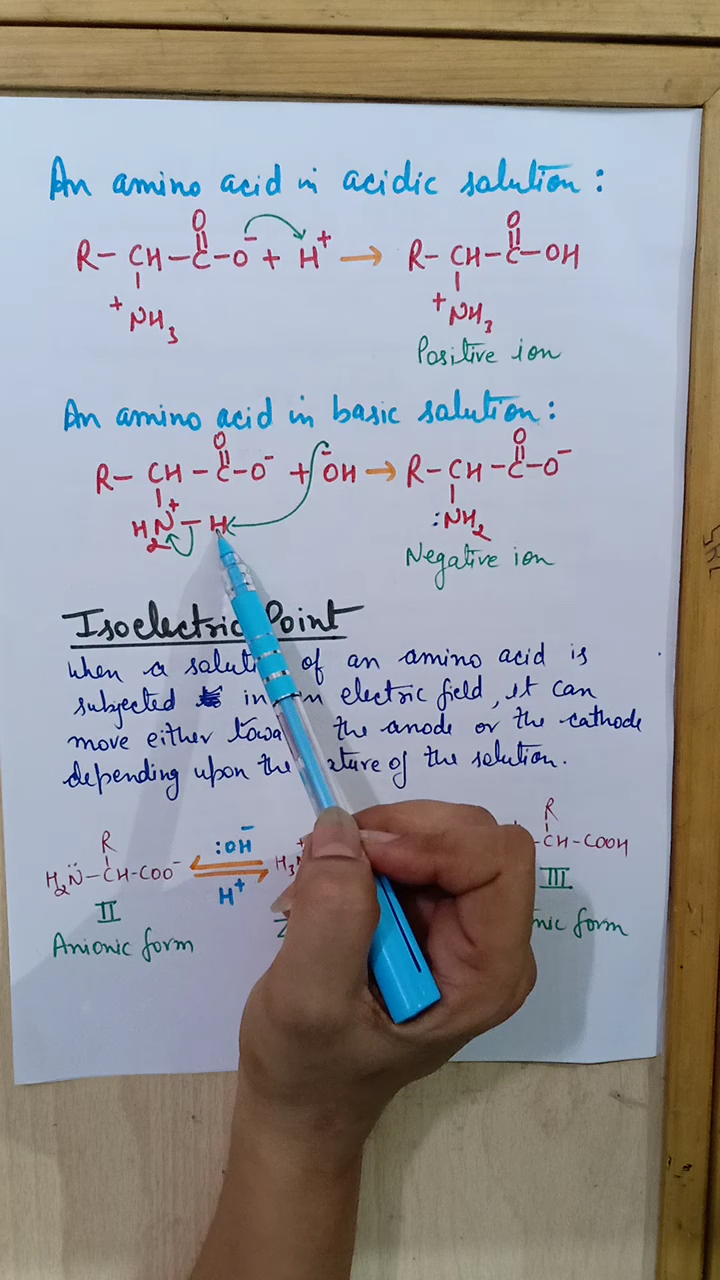 An amino acid in acidic solution :
O O
R- CH-C-O⁻ + H⁺ → R- CH-C-OH
⁺NH₃ ⁺NH₃
Positive ion
An amino acid in basic solution :
O O
R- CH - C-O⁻ + ⁻OH → R- CH-C-O⁻
H₂N⁺-H :NH₂
Negative ion
Isoelectric Point
When a of an amino acid is
subjected in electric field, it can
move either the anode or the cathode
depending upon the of the solution.
R R
H₂N̈-CH-COO⁻ :OH⁻ H₃N⁺ CH-COOH
H⁺
II III
Anionic form form